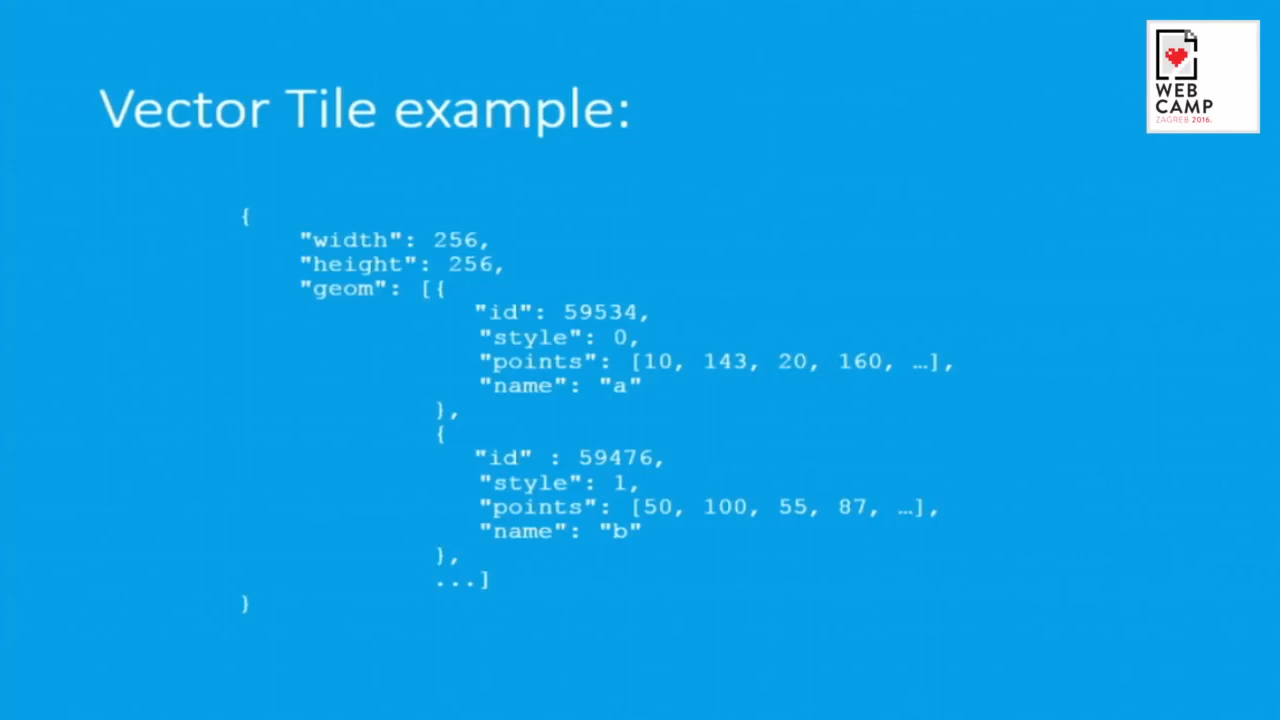 Vector Tile example:
WEB
CAMP
ZAGREB 2016.
{
"width": 256,
"height": 256,
"geom": [{
"id": 59534,
"style": 0,
"points": [10, 143, 20, 160, …],
"name": "a"
},
{
"id" : 59476,
"style": 1,
"points": [50, 100, 55, 87, …],
"name": "b"
},
...]
}